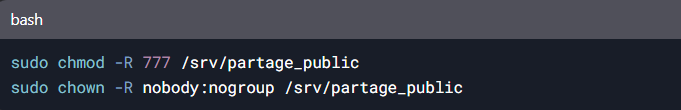 bash
sudo chmod -R 777 /srv/partage_public
sudo chown -R nobody:nogroup /srv/partage_public